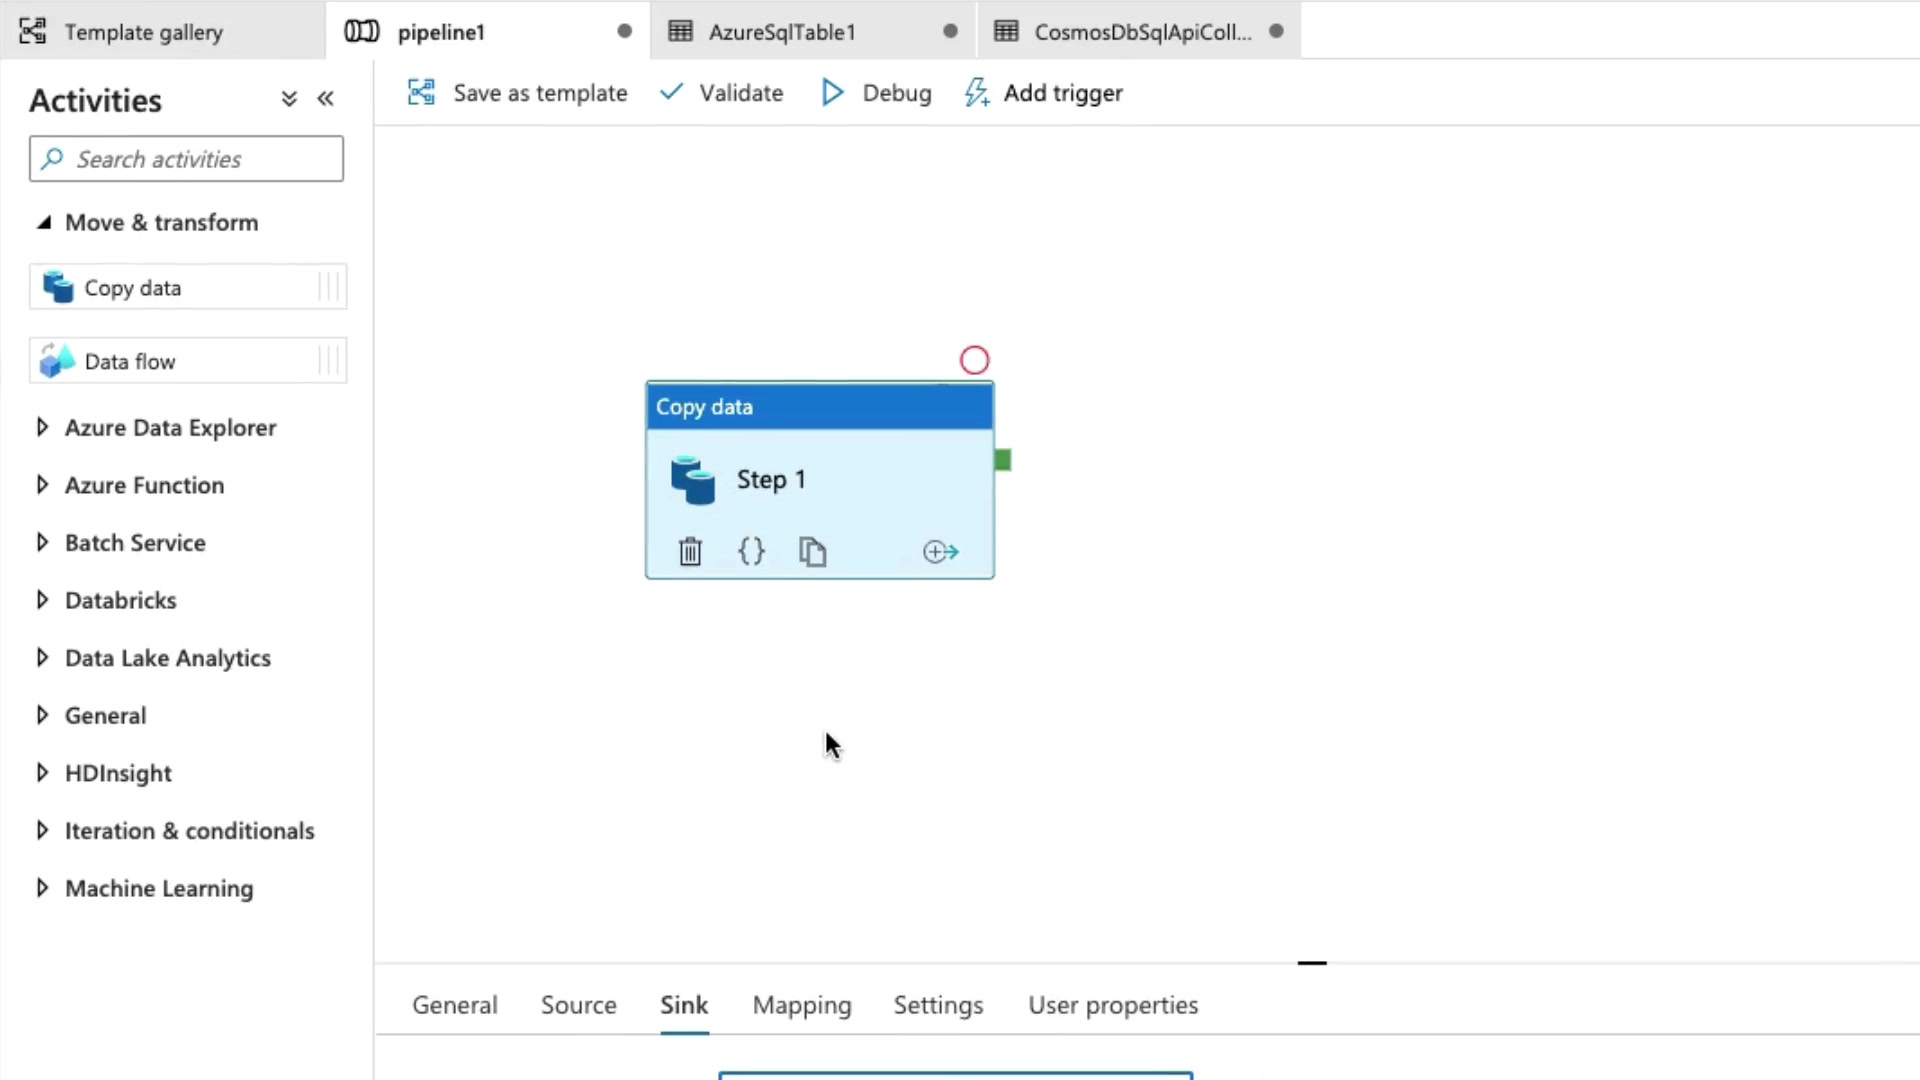 Template gallery
pipeline1
AzureSqlTable1
CosmosDbSqlApiColl...
Activities
Save as template
Validate
Debug
Add trigger
Search activities
Move & transform
Copy data
Data flow
Azure Data Explorer
Azure Function
Batch Service
Databricks
Data Lake Analytics
General
HDInsight
Iteration & conditionals
Machine Learning
Copy data
Step 1
{}
General
Source
Sink
Mapping
Settings
User properties